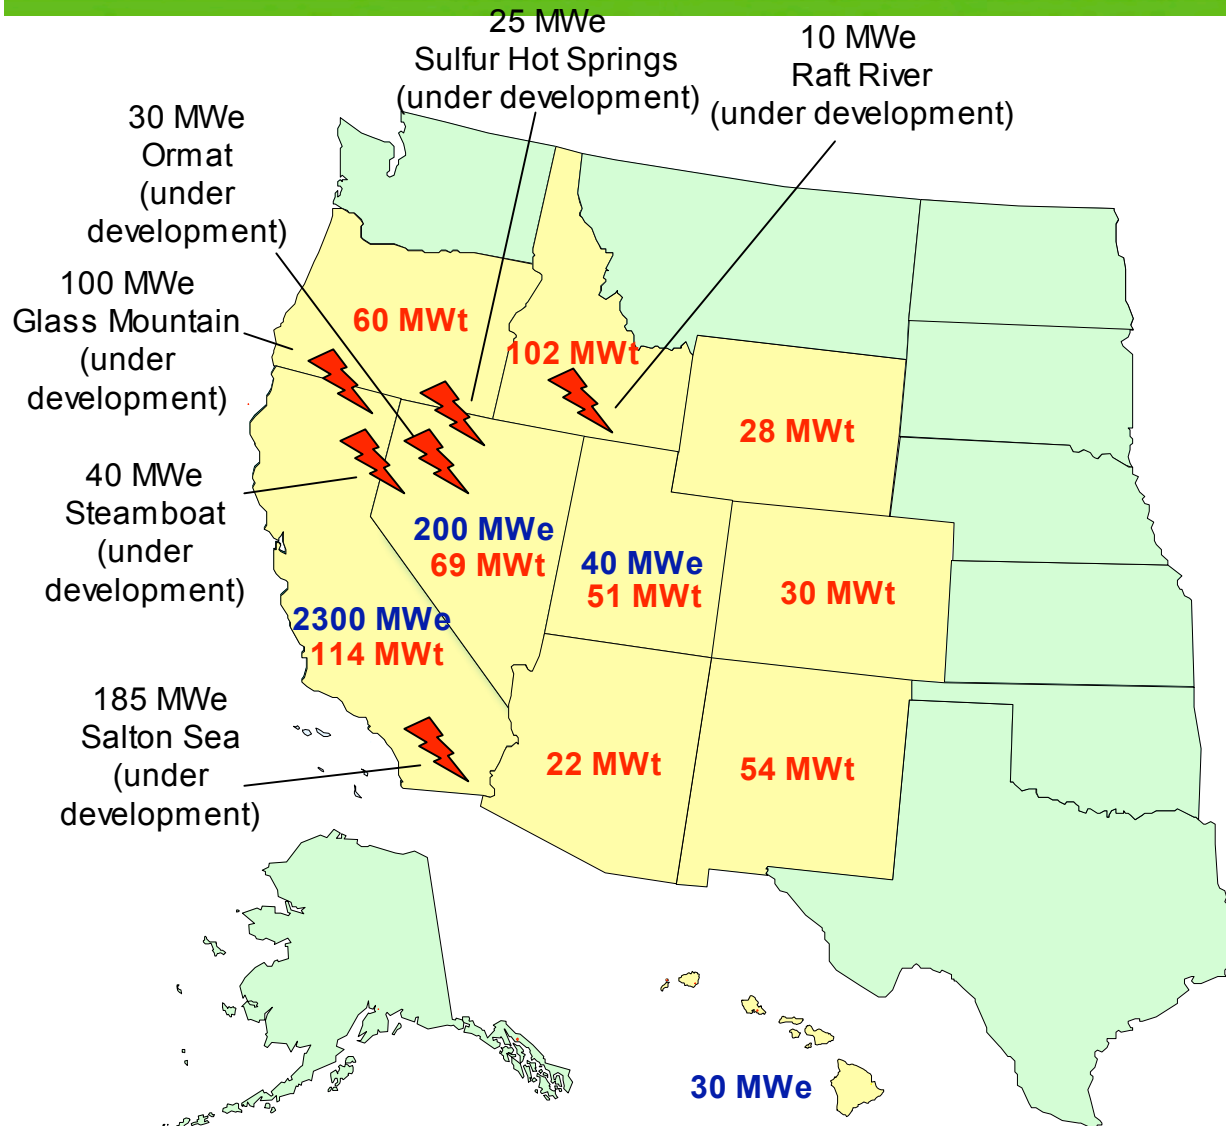 25 MWe
Sulfur Hot Springs
(under development)
10 MWe
Raft River
(under development)
30 MWe
Ormat
(under
development)
100 MWe
Glass Mountain
(under
development)
40 MWe
Steamboat
(under
development)
185 MWe
Salton Sea
(under
development)
60 MWt
102 MWt
28 MWt
200 MWe
69 MWt
40 MWe
51 MWt
30 MWt
2300 MWe
114 MWt
22 MWt
54 MWt
30 MWe